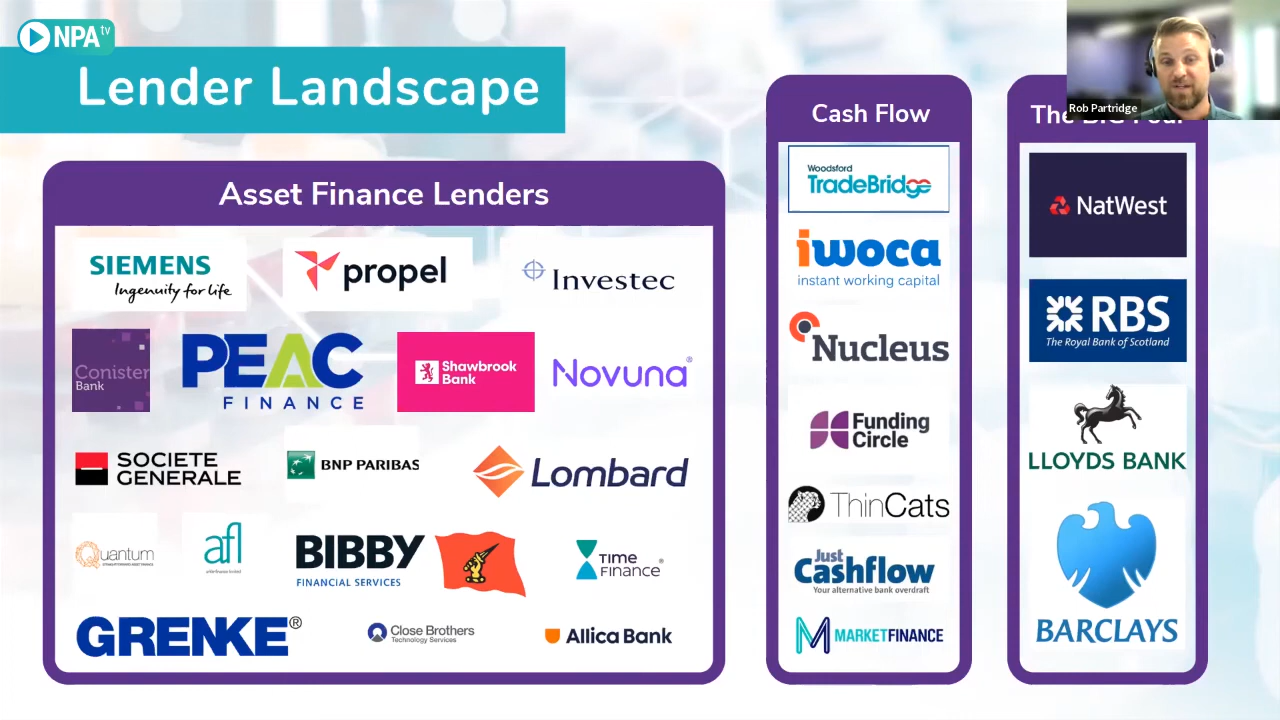 NPAtv
Lender Landscape
Rob Partridge
Asset Finance Lenders
SIEMENS
Ingenuity for life
propel
Investec
Conister
Bank
PEAC
FINANCE
Shawbrook
Bank
Novuna®
SOCIETE
GENERALE
BNP PARIBAS
Lombard
Quantum
afl
BIBBY
FINANCIAL SERVICES
TIME
FINANCE®
GRENKE®
Close Brothers
Technology Services
Allica Bank
Cash Flow
Woodsford
TradeBridge
iwoca
instant working capital
Nucleus
Funding
Circle
ThinCats
Just
Cashflow
Your alternative bank overdraft
MARKETFINANCE
The
NatWest
RBS
The Royal Bank of Scotland
LLOYDS BANK
BARCLAYS